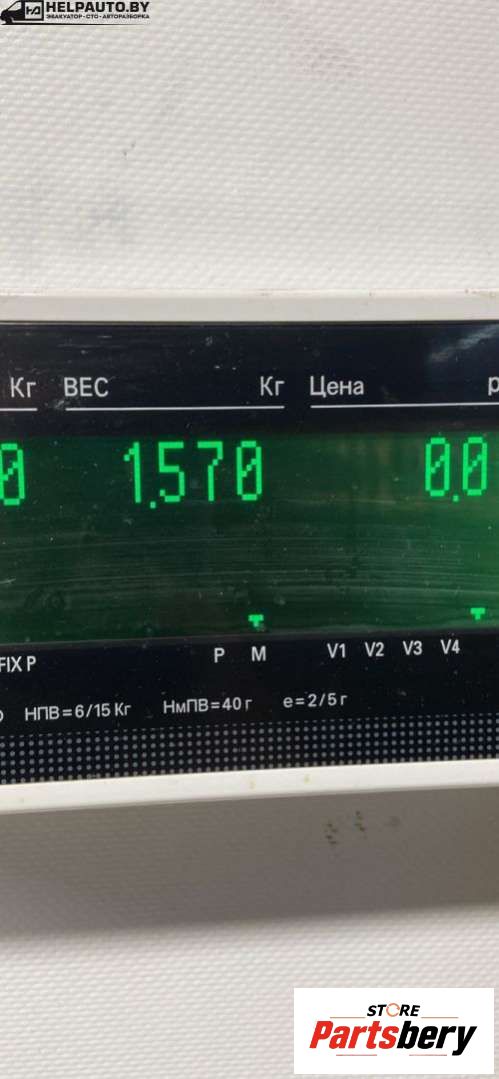 HELPAUTO.BY
ЭВАКУАТОР • СТО • АВТОРАЗБОРКА
Кг ВЕС Кг Цена р
0 1.570 0.0
FIX P P M V1 V2 V3 V4
НПВ = 6/15 Кг НмПВ = 40 г e = 2/5 г
STORE
Partsbery